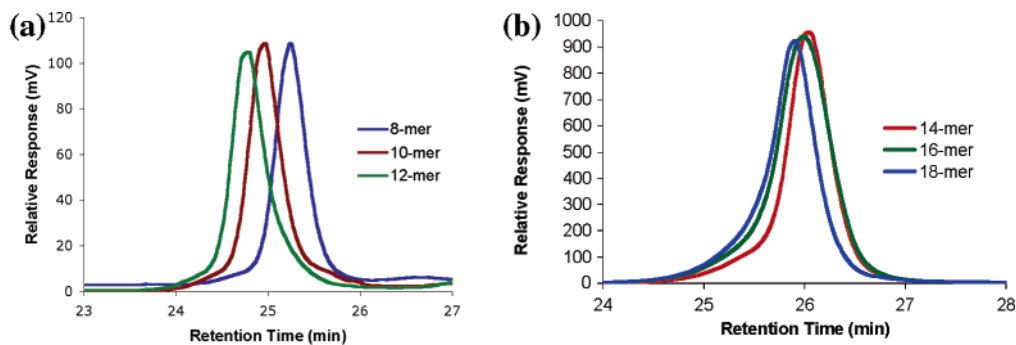 (a)
Relative Response (mV)
120
100
80
60
40
20
0
23
24
25
26
27
Retention Time (min)
8-mer
10-mer
12-mer
(b)
Relative Response (mV)
1000
900
800
700
600
500
400
300
200
100
0
24
25
26
27
28
Retention Time (min)
14-mer
16-mer
18-mer